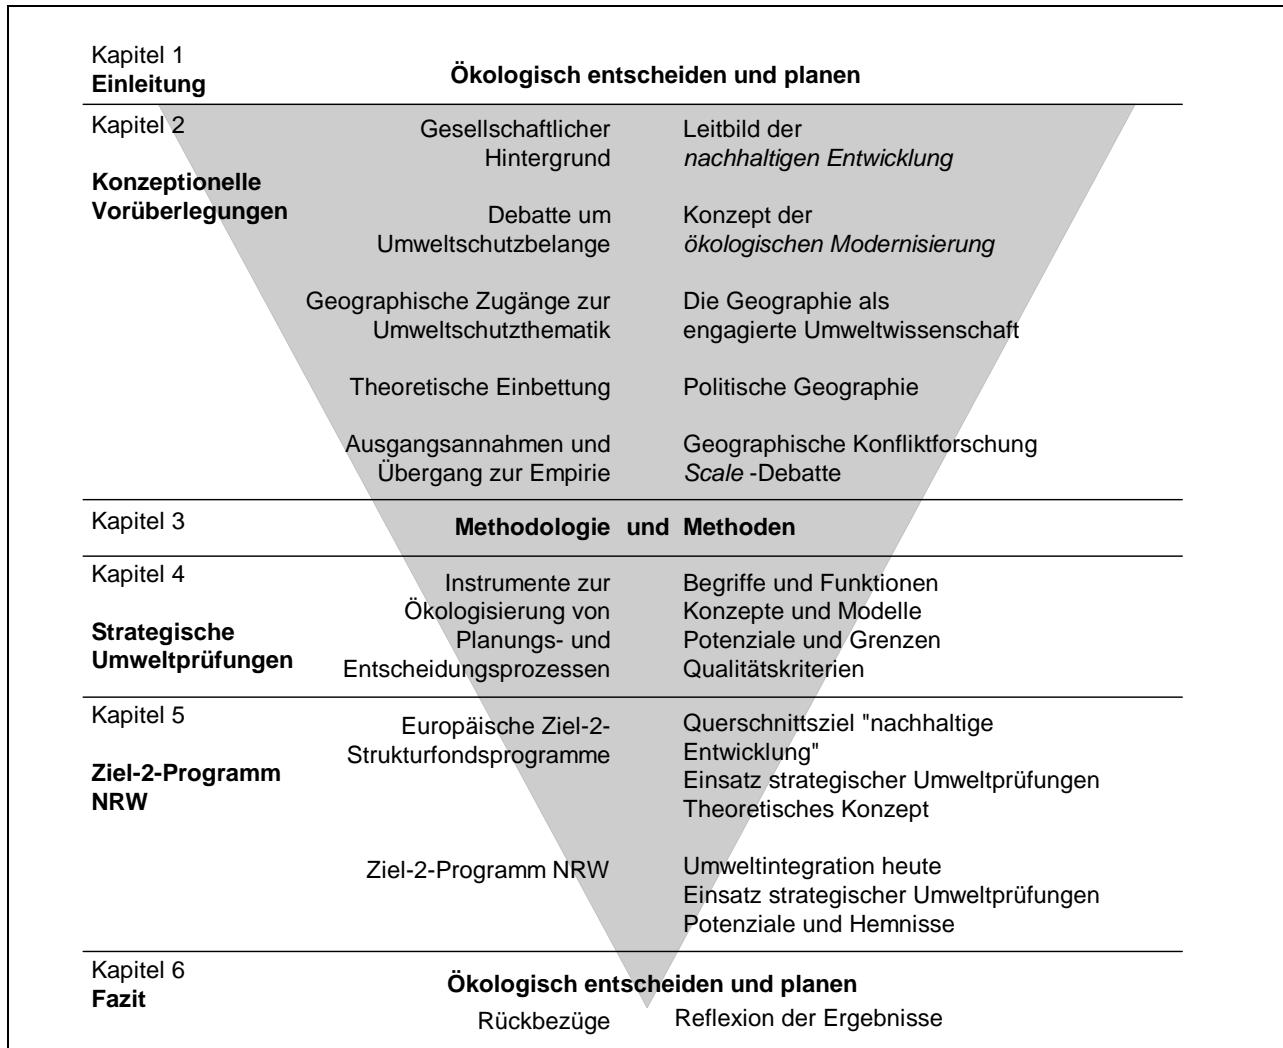 Kapitel 1
Einleitung
Ökologisch entscheiden und planen
Kapitel 2
Konzeptionelle
Vorüberlegungen
Gesellschaftlicher
Hintergrund
Leitbild der
nachhaltigen Entwicklung
Debatte um
Umweltschutzbelange
Konzept der
ökologischen Modernisierung
Geographische Zugänge zur
Umweltschutzthematik
Die Geographie als
engagierte Umweltwissenschaft
Theoretische Einbettung
Politische Geographie
Ausgangsannahmen und
Übergang zur Empirie
Geographische Konfliktforschung
Scale -Debatte
Kapitel 3
Methodologie und Methoden
Kapitel 4
Strategische
Umweltprüfungen
Instrumente zur
Ökologisierung von
Planungs- und
Entscheidungsprozessen
Begriffe und Funktionen
Konzepte und Modelle
Potenziale und Grenzen
Qualitätskriterien
Kapitel 5
Ziel-2-Programm
NRW
Europäische Ziel-2-
Strukturfondsprogramme
Querschnittsziel "nachhaltige
Entwicklung"
Einsatz strategischer Umweltprüfungen
Theoretisches Konzept
Ziel-2-Programm NRW
Umweltintegration heute
Einsatz strategischer Umweltprüfungen
Potenziale und Hemnisse
Kapitel 6
Fazit
Ökologisch entscheiden und planen
Rückbezüge
Reflexion der Ergebnisse